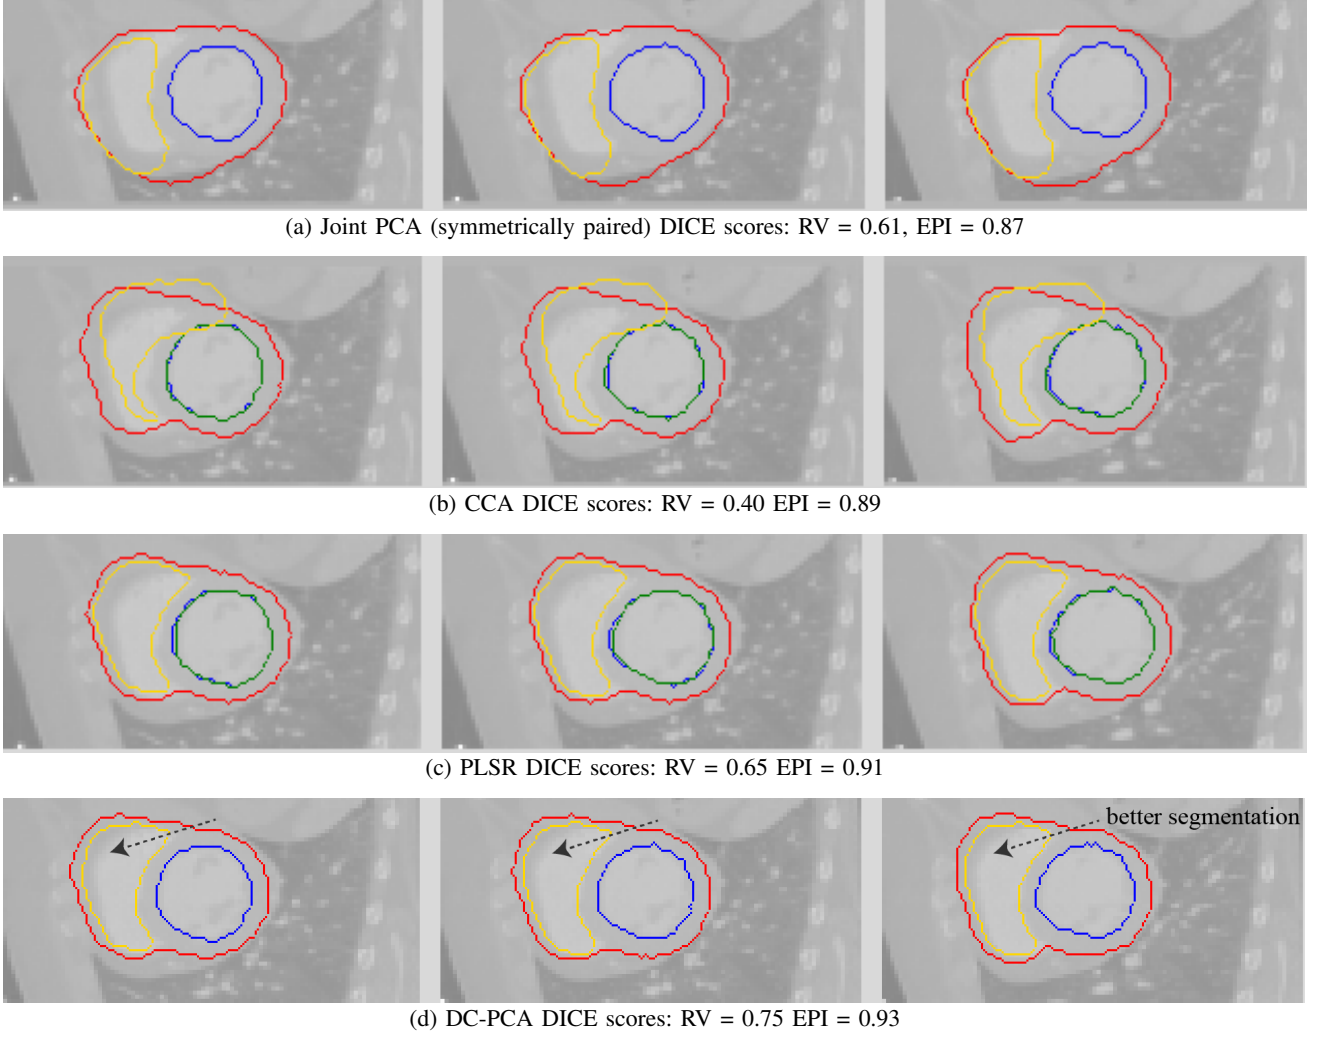 (a) Joint PCA (symmetrically paired) DICE scores: RV = 0.61, EPI = 0.87
(b) CCA DICE scores: RV = 0.40 EPI = 0.89
(c) PLSR DICE scores: RV = 0.65 EPI = 0.91
better segmentation
(d) DC-PCA DICE scores: RV = 0.75 EPI = 0.93